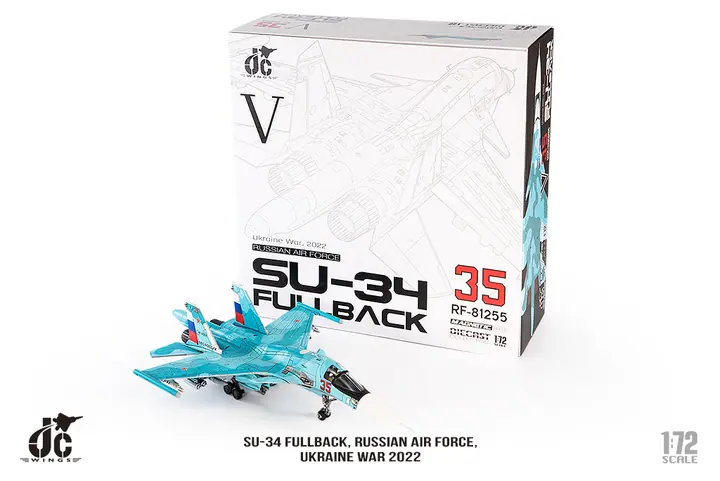 JC
WINGS
V
Ukraine War, 2022
RUSSIAN AIR FORCE
SU-34
FULLBACK
35
RF-81255
MAGNETIC
DIECAST
1:72
35
JC
WINGS
SU-34 FULLBACK, RUSSIAN AIR FORCE,
UKRAINE WAR 2022
1:72
SCALE